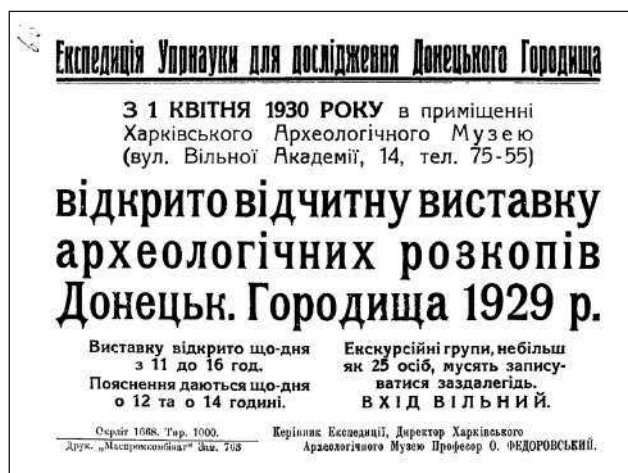 Експедиція Упрнауки для дослідження Донецького Городища
З 1 КВІТНЯ 1930 РОКУ в приміщенні
Харківського Археологічного Музею
(вул. Вільної Академії, 14, тел. 75-55)
відкрито відчитну виставку
археологічних розкопів
Донецьк. Городища 1929 р.
Виставку відкрито що-дня
з 11 до 16 год.
Пояснення даються що-дня
о 12 та о 14 годині.
Екскурсійні групи, небільш
як 25 осіб, мусять запису-
ватися заздалегідь.
ВХІД ВІЛЬНИЙ.
Окрліт 1668. Тир. 1000.
Друк. „Маспромкомбінат" Зам. 763
Керівник Експедиції, Директор Харківського
Археологічного Музею Професор О. ФЕДОРОВСЬКИЙ.